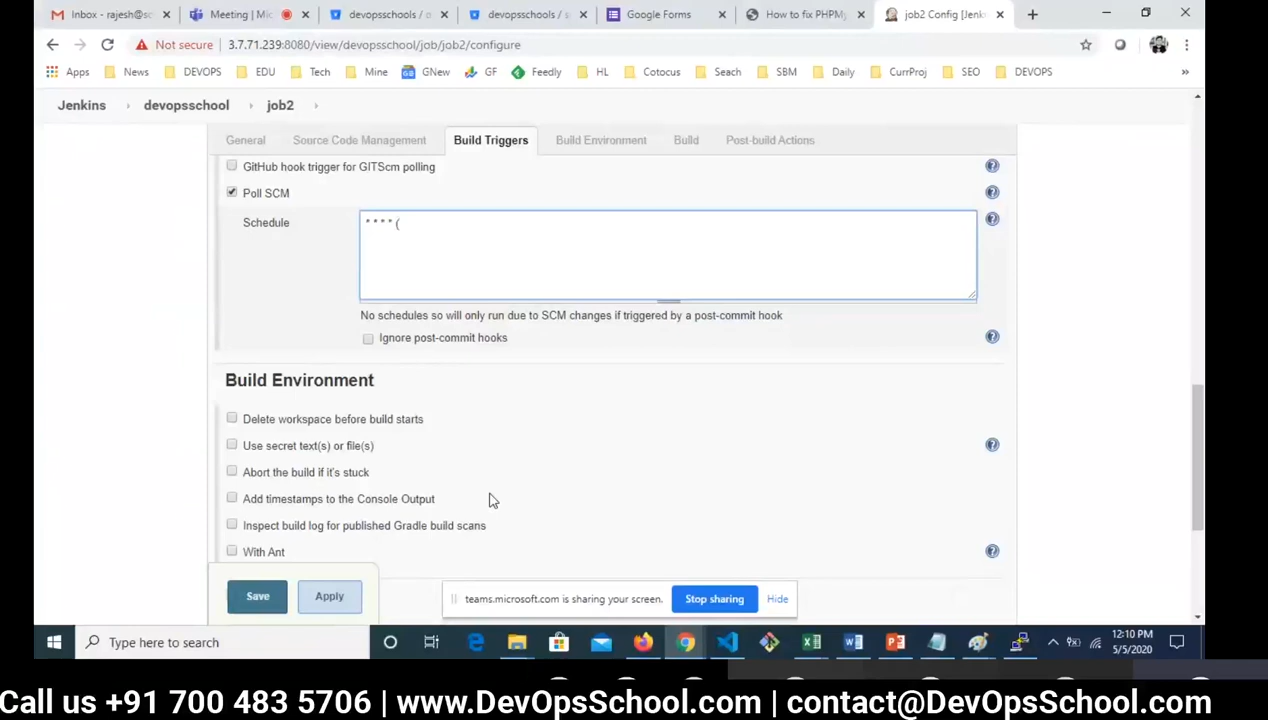 Inbox - rajesh@sc
Meeting | Mic
devopsschools / o
devopsschools / s
Google Forms
How to fix PHPMy
job2 Config [Jenk
Not secure
3.7.71.239:8080/view/devopsschool/job/job2/configure
Apps
News
DEVOPS
EDU
Tech
Mine
GNew
GF
Feedly
HL
Cotocus
Seach
SBM
Daily
CurrProj
SEO
DEVOPS
»
Jenkins
devopsschool
job2
General
Source Code Management
Build Triggers
Build Environment
Build
Post-build Actions
GitHub hook trigger for GITScm polling
Poll SCM
Schedule
* * * * (
No schedules so will only run due to SCM changes if triggered by a post-commit hook
Ignore post-commit hooks
Build Environment
Delete workspace before build starts
Use secret text(s) or file(s)
Abort the build if it's stuck
Add timestamps to the Console Output
Inspect build log for published Gradle build scans
With Ant
Save
Apply
teams.microsoft.com is sharing your screen.
Stop sharing
Hide
Type here to search
12:10 PM
5/5/2020
Call us +91 700 483 5706 | www.DevOpsSchool.com | contact@DevOpsSchool.com